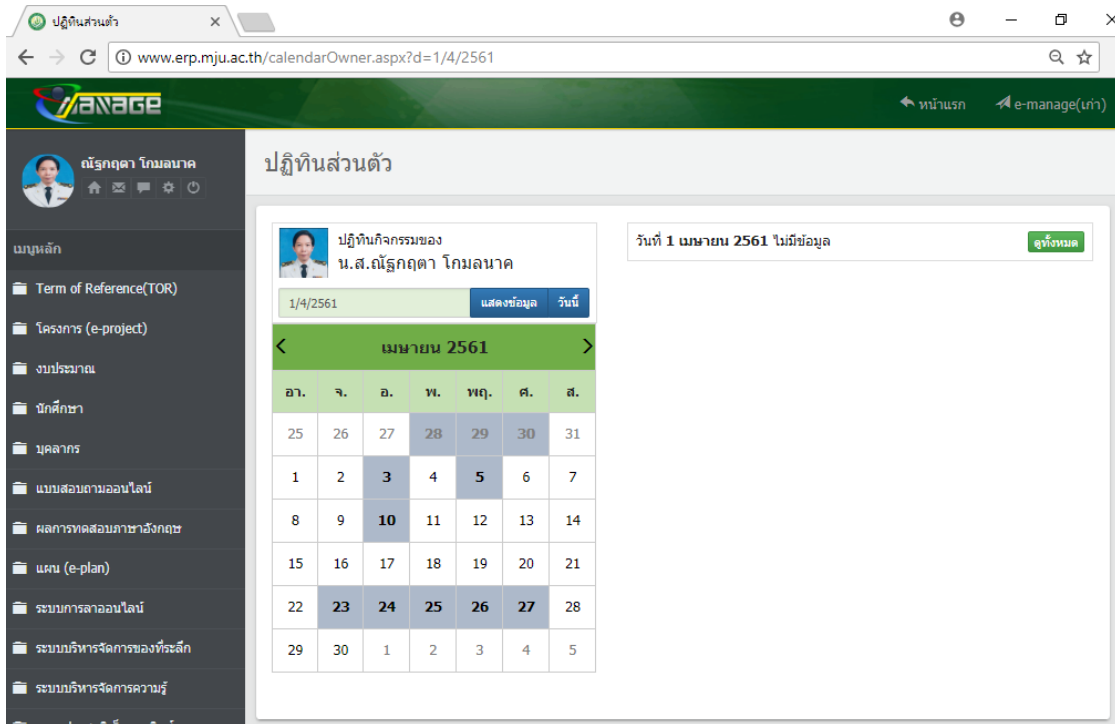 ปฏิทินส่วนตัว
www.erp.mju.ac.th/calendarOwner.aspx?d=1/4/2561
Manage
หน้าแรก e-manage(เก่า)
ณัฐกฤตา โกมลนาค
ปฏิทินส่วนตัว
เมนูหลัก
Term of Reference(TOR)
โครงการ (e-project)
งบประมาณ
นักศึกษา
บุคลากร
แบบสอบถามออนไลน์
ผลการทดสอบภาษาอังกฤษ
แผน (e-plan)
ระบบการลาออนไลน์
ระบบบริหารจัดการของที่ระลึก
ระบบบริหารจัดการความรู้
ปฏิทินกิจกรรมของ
น.ส.ณัฐกฤตา โกมลนาค
1/4/2561 แสดงข้อมูล วันนี้
เมษายน 2561
อา. จ. อ. พ. พฤ. ศ. ส.
25 26 27 28 29 30 31
1 2 3 4 5 6 7
8 9 10 11 12 13 14
15 16 17 18 19 20 21
22 23 24 25 26 27 28
29 30 1 2 3 4 5
วันที่ 1 เมษายน 2561 ไม่มีข้อมูล ดูทั้งหมด